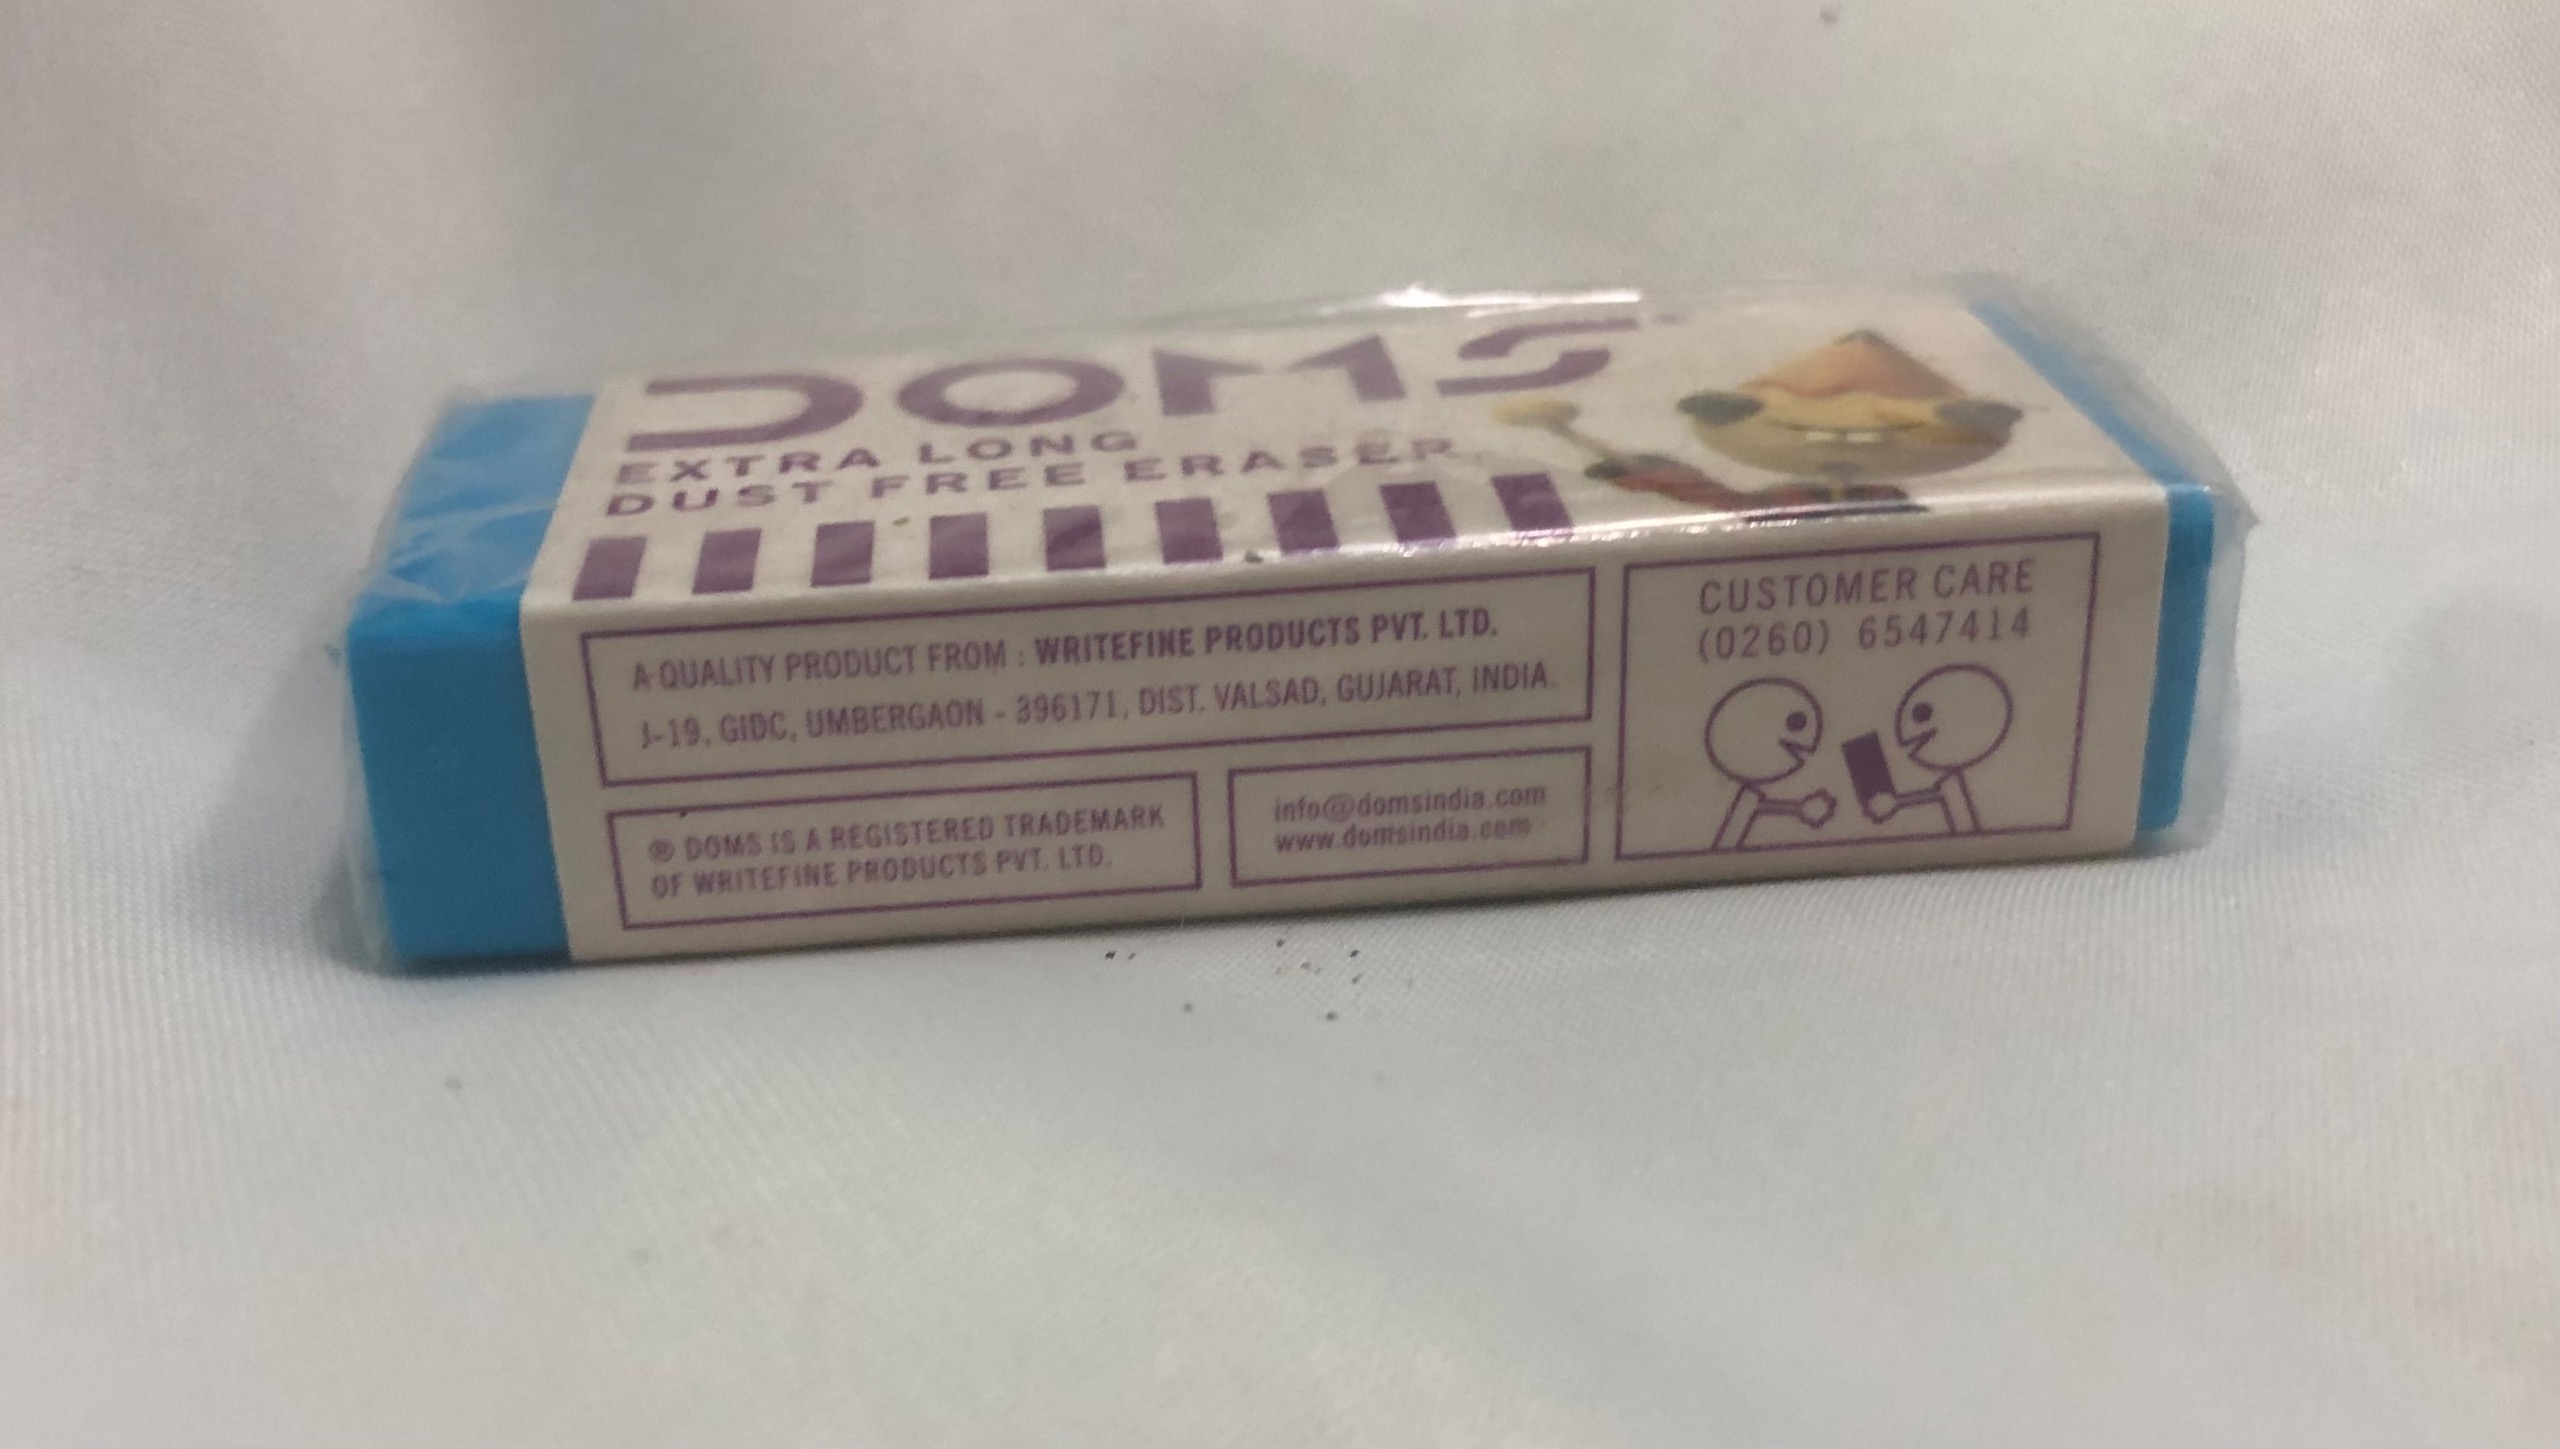 DOMS
EXTRA LONG
DUST FREE ERASER
A QUALITY PRODUCT FROM : WRITEFINE PRODUCTS PVT. LTD.
J-19, GIDC, UMBERGAON - 396171, DIST. VALSAD, GUJARAT, INDIA.
® DOMS IS A REGISTERED TRADEMARK
OF WRITEFINE PRODUCTS PVT. LTD.
info@domsindia.com
www.domsindia.com
CUSTOMER CARE
(0260) 6547414